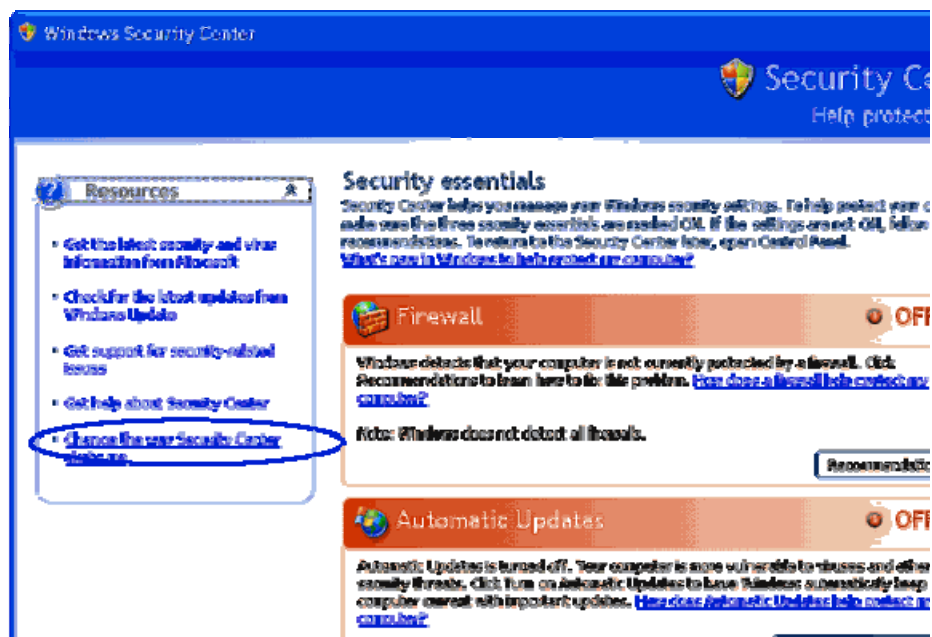 Windows Security Center
Security Ce
Help protect
Resources
Get the latest security and virus
information from Microsoft
Check for the latest updates from
Windows Update
Get support for security-related
issues
Get help about Security Center
Change the way Security Center
alerts me
Security essentials
Security Center helps you manage your Windows security settings. To help protect your c
make sure the three security essentials are marked ON. If the settings are not ON, follow
recommendations. To return to the Security Center later, open Control Panel.
What's new in Windows to help protect my computer?
Firewall
OFF
Windows detects that your computer is not currently protected by a firewall. Click
Recommendations to learn how to fix this problem. How does a firewall help protect my
computer?
Note: Windows does not detect all firewalls.
Recommendatio
Automatic Updates
OFF
Automatic Updates is turned off. Your computer is more vulnerable to viruses and other
security threats. Click Turn on Automatic Updates to have Windows automatically keep
computer current with important updates. How does Automatic Updates help protect my
computer?